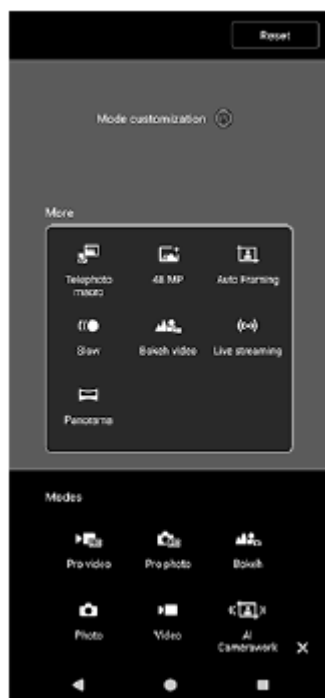 Reset
Mode customization
More
Telephoto macro
48 MP
Auto Framing
Slow
Bokeh video
Live streaming
Panorama
Modes
Pro video
Pro photo
Bokeh
Photo
Video
AI Camerawork